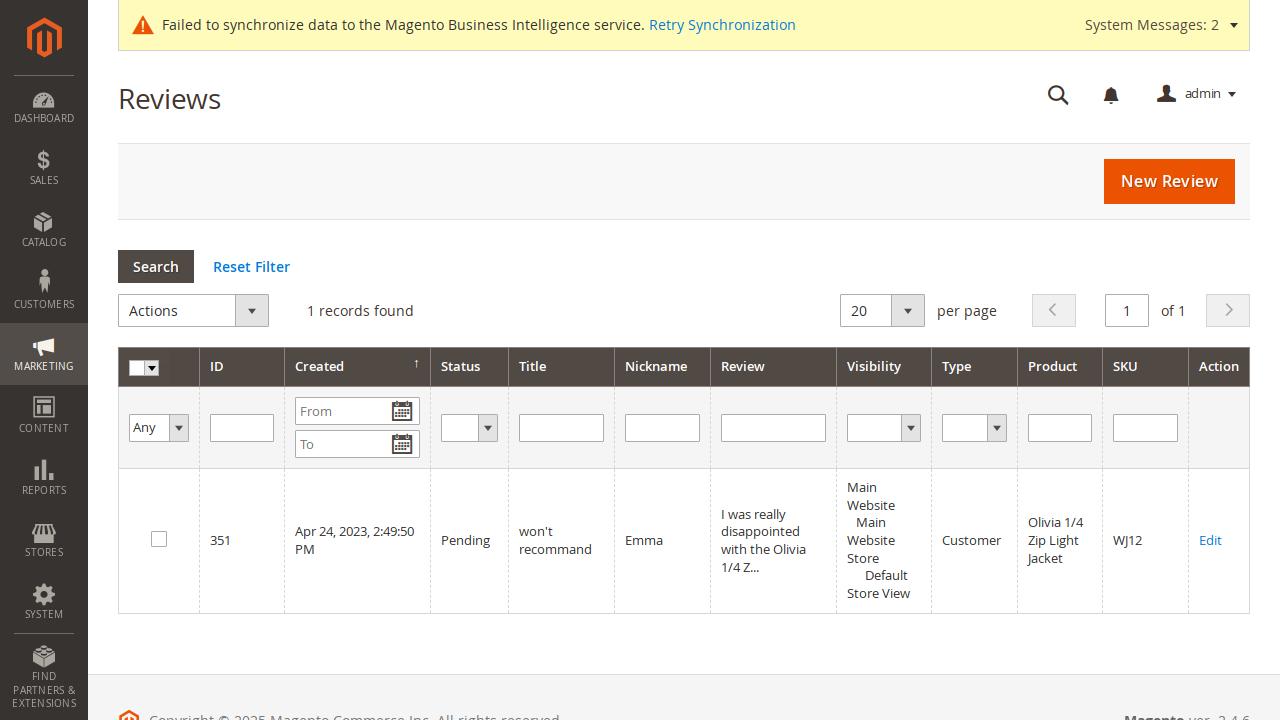 Failed to synchronize data to the Magento Business Intelligence service. Retry Synchronization
System Messages: 2
Reviews
admin
DASHBOARD
SALES
CATALOG
CUSTOMERS
MARKETING
CONTENT
REPORTS
STORES
SYSTEM
FIND
PARTNERS &
EXTENSIONS
New Review
Search
Reset Filter
Actions
1 records found
20
per page
1
of 1
ID
Created ↑
Status
Title
Nickname
Review
Visibility
Type
Product
SKU
Action
Any
From
To
351
Apr 24, 2023, 2:49:50
PM
Pending
won't
recommand
Emma
I was really
disappointed
with the Olivia
1/4 Z...
Main
Website
Main
Website
Store
Default
Store View
Customer
Olivia 1/4
Zip Light
Jacket
WJ12
Edit
Copyright © 2025 Magento Commerce Inc. All rights reserved.
Magento ver. 2.4.6